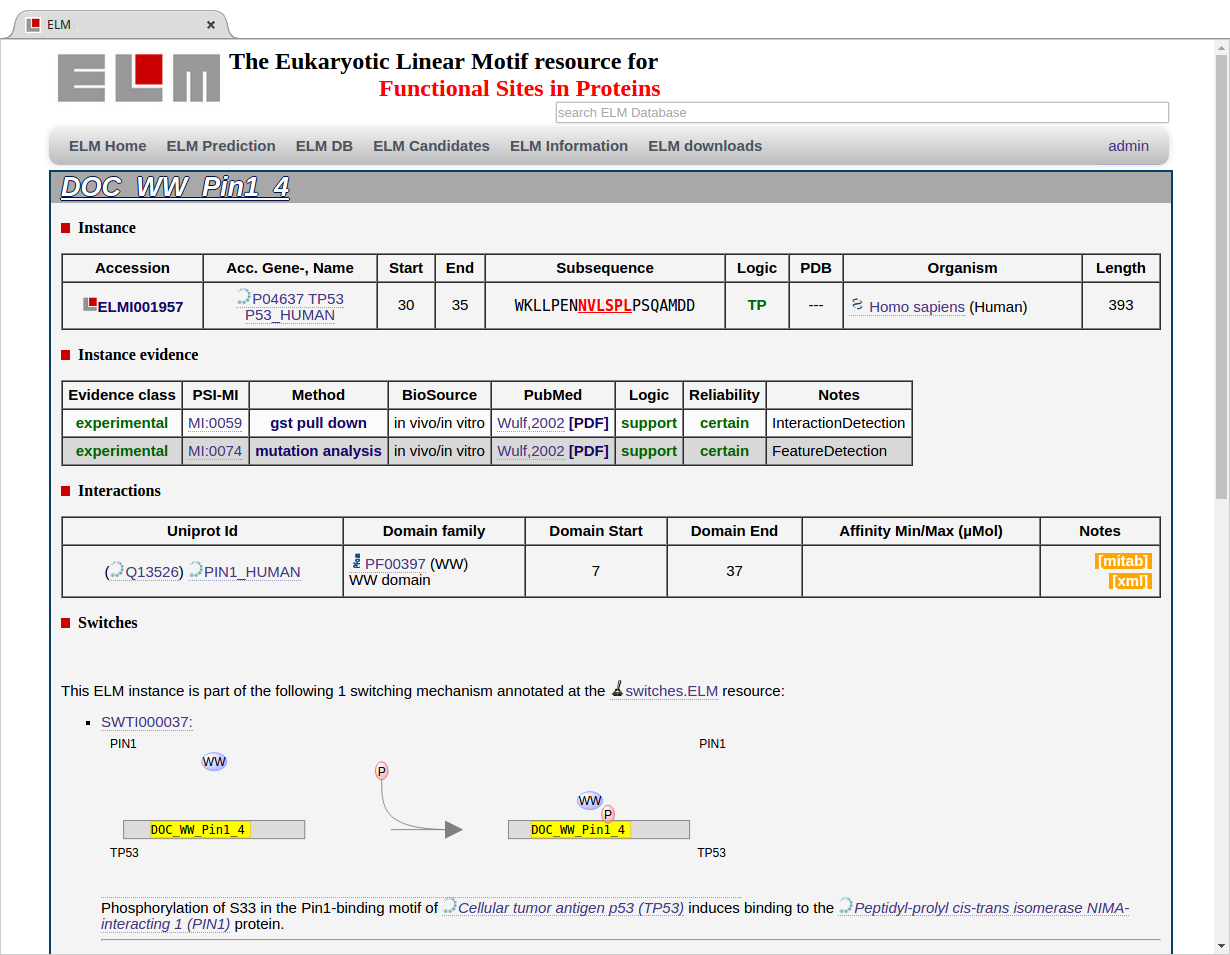 ELM
ELM The Eukaryotic Linear Motif resource for
Functional Sites in Proteins
search ELM Database
ELM Home ELM Prediction ELM DB ELM Candidates ELM Information ELM downloads admin
DOC_WW_Pin1_4
Instance
Accession Acc. Gene-, Name Start End Subsequence Logic PDB Organism Length
ELMI001957 P04637 TP53 30 35 WKLLPENNVLSPLPSQAMDD TP --- Homo sapiens (Human) 393
P53_HUMAN
Instance evidence
Evidence class PSI-MI Method BioSource PubMed Logic Reliability Notes
experimental MI:0059 gst pull down in vivo/in vitro Wulf,2002 [PDF] support certain InteractionDetection
experimental MI:0074 mutation analysis in vivo/in vitro Wulf,2002 [PDF] support certain FeatureDetection
Interactions
Uniprot Id Domain family Domain Start Domain End Affinity Min/Max (µMol) Notes
(Q13526) PIN1_HUMAN PF00397 (WW) 7 37 [mitab]
WW domain [xml]
Switches
This ELM instance is part of the following 1 switching mechanism annotated at the switches.ELM resource:
SWTI000037:
PIN1 PIN1
WW
P
WW
P
DOC_WW_Pin1_4 DOC_WW_Pin1_4
TP53 TP53
Phosphorylation of S33 in the Pin1-binding motif of Cellular tumor antigen p53 (TP53) induces binding to the Peptidyl-prolyl cis-trans isomerase NIMA-
interacting 1 (PIN1) protein.